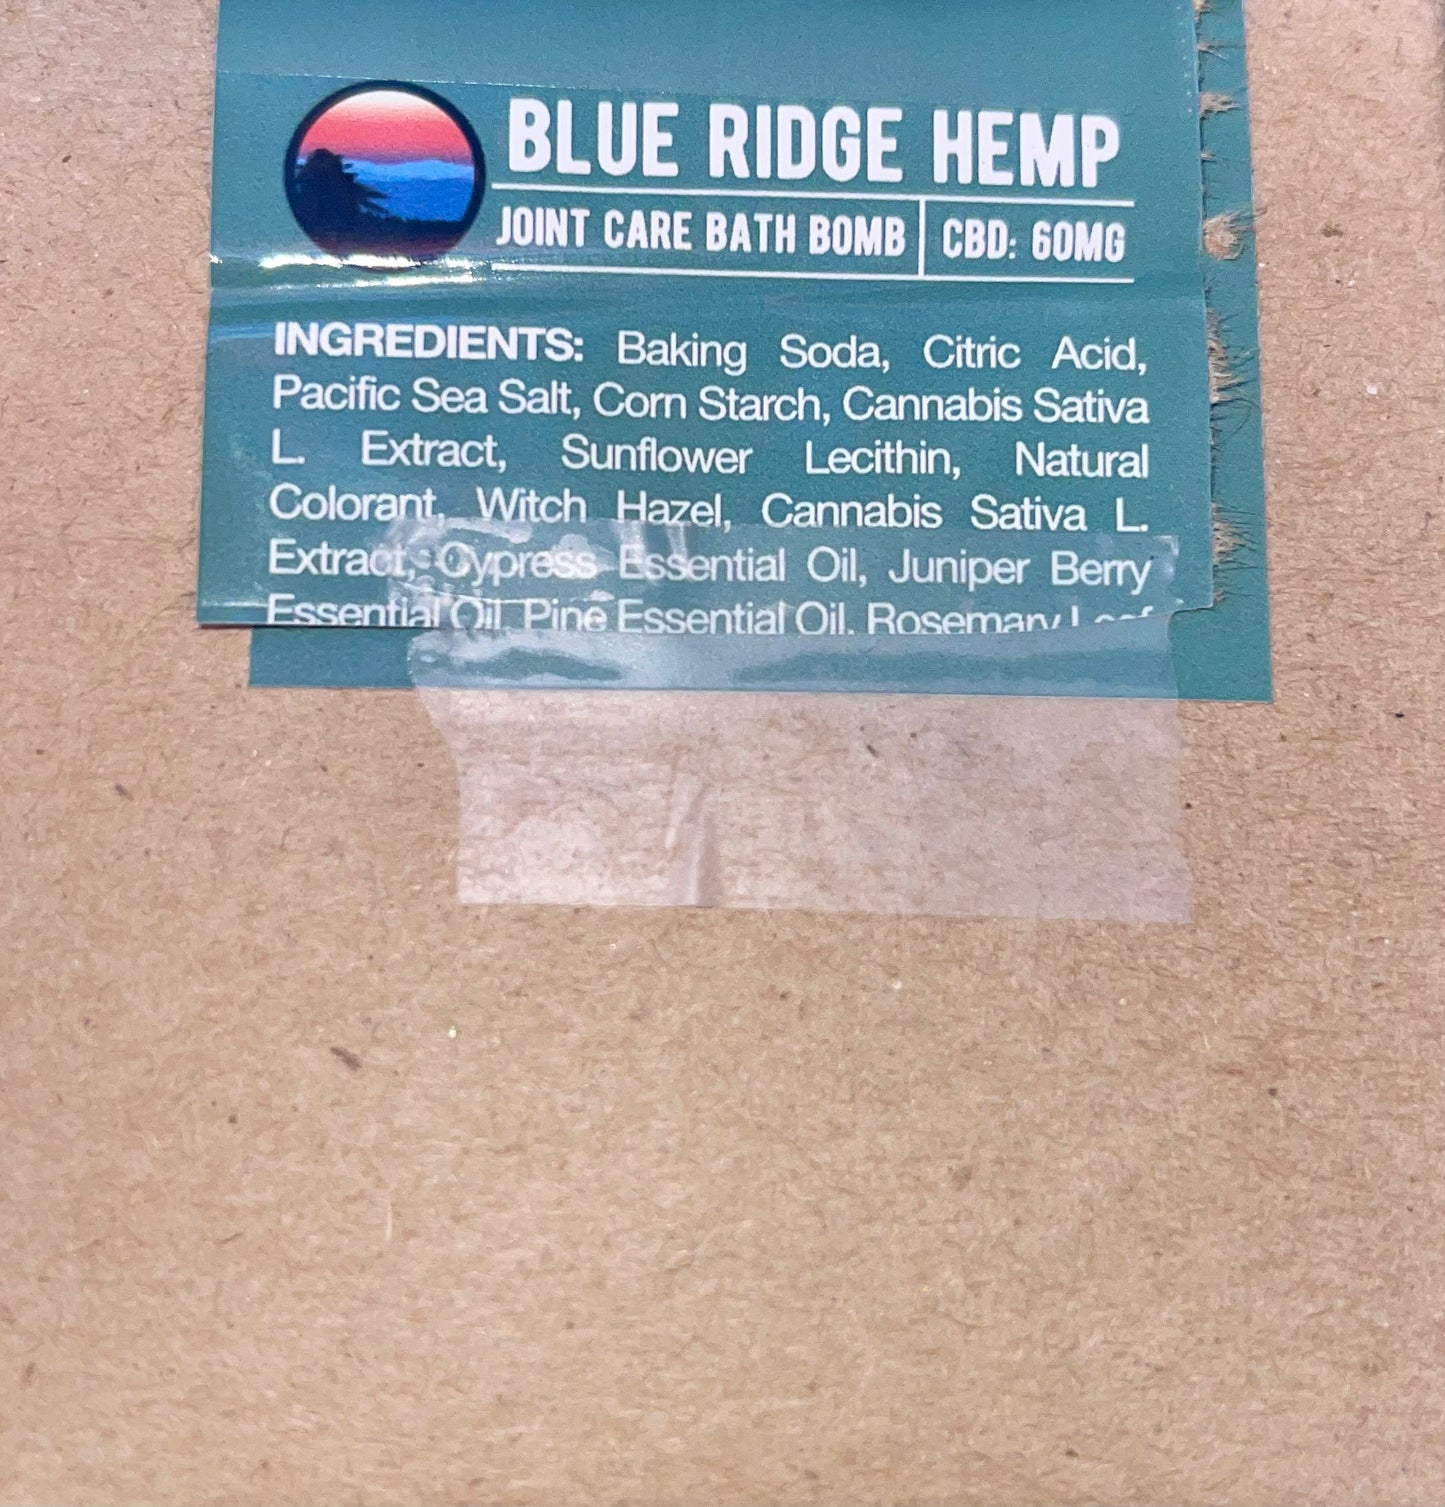 BLUE RIDGE HEMP
JOINT CARE BATH BOMB CBD: 60MG
INGREDIENTS: Baking Soda, Citric Acid,
Pacific Sea Salt, Corn Starch, Cannabis Sativa
L. Extract, Sunflower Lecithin, Natural
Colorant, Witch Hazel, Cannabis Sativa L.
Extract, Cypress Essential Oil, Juniper Berry
Essential Oil, Pine Essential Oil, Rosemary Leaf